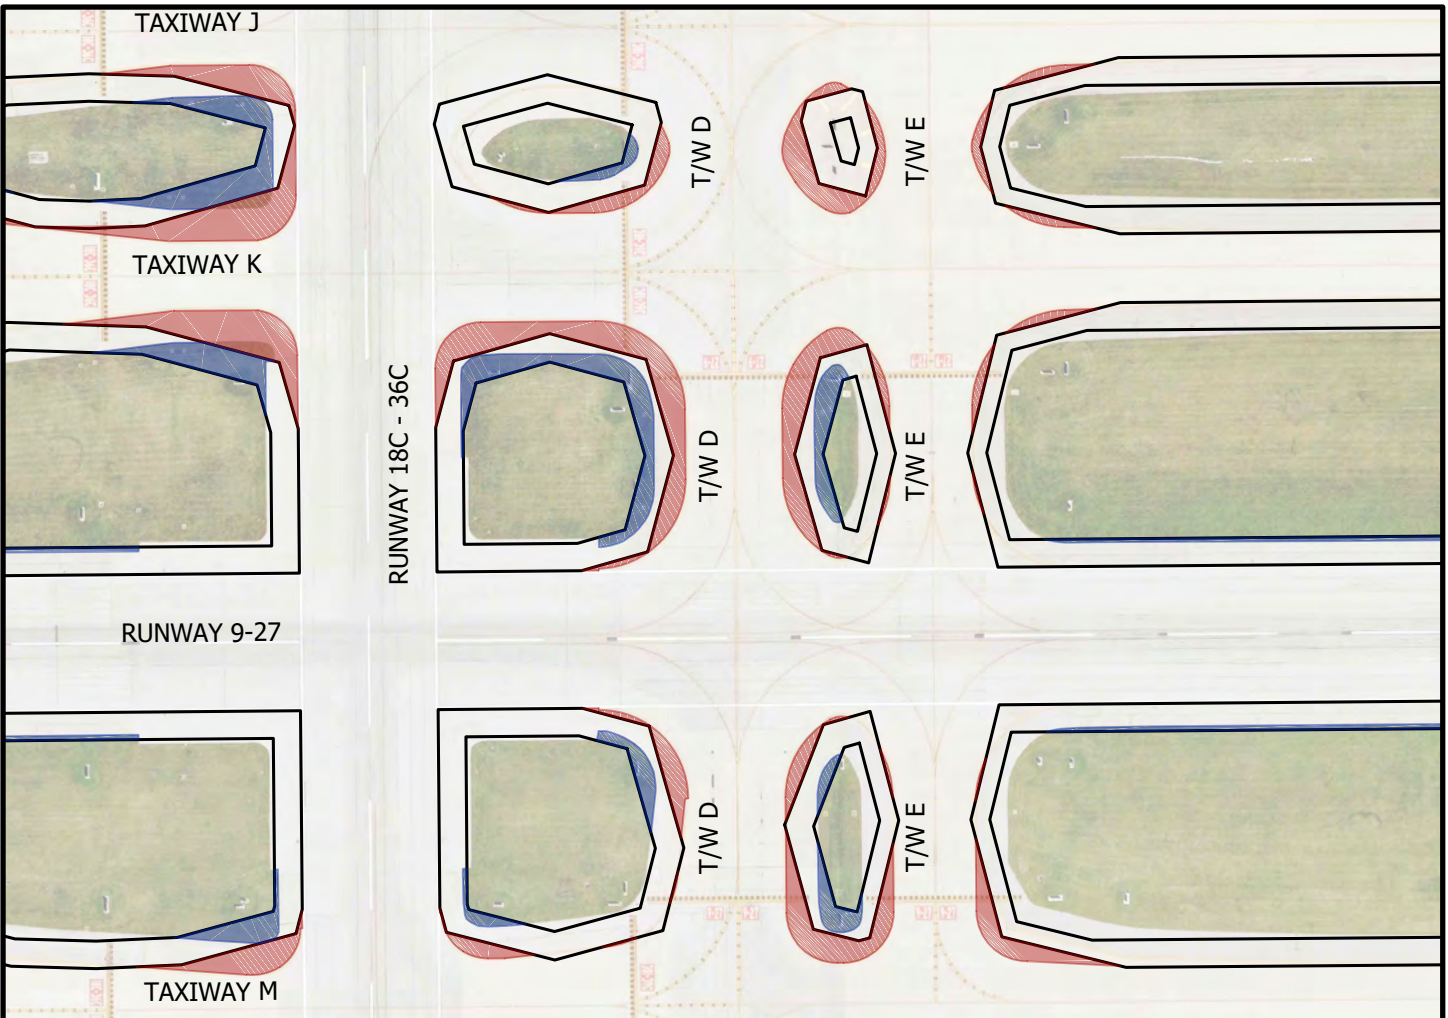 TAXIWAY J
T/W D
T/W E
TAXIWAY K
RUNWAY 18C - 36C
T/W D
T/W E
RUNWAY 9-27
T/W D
T/W E
TAXIWAY M